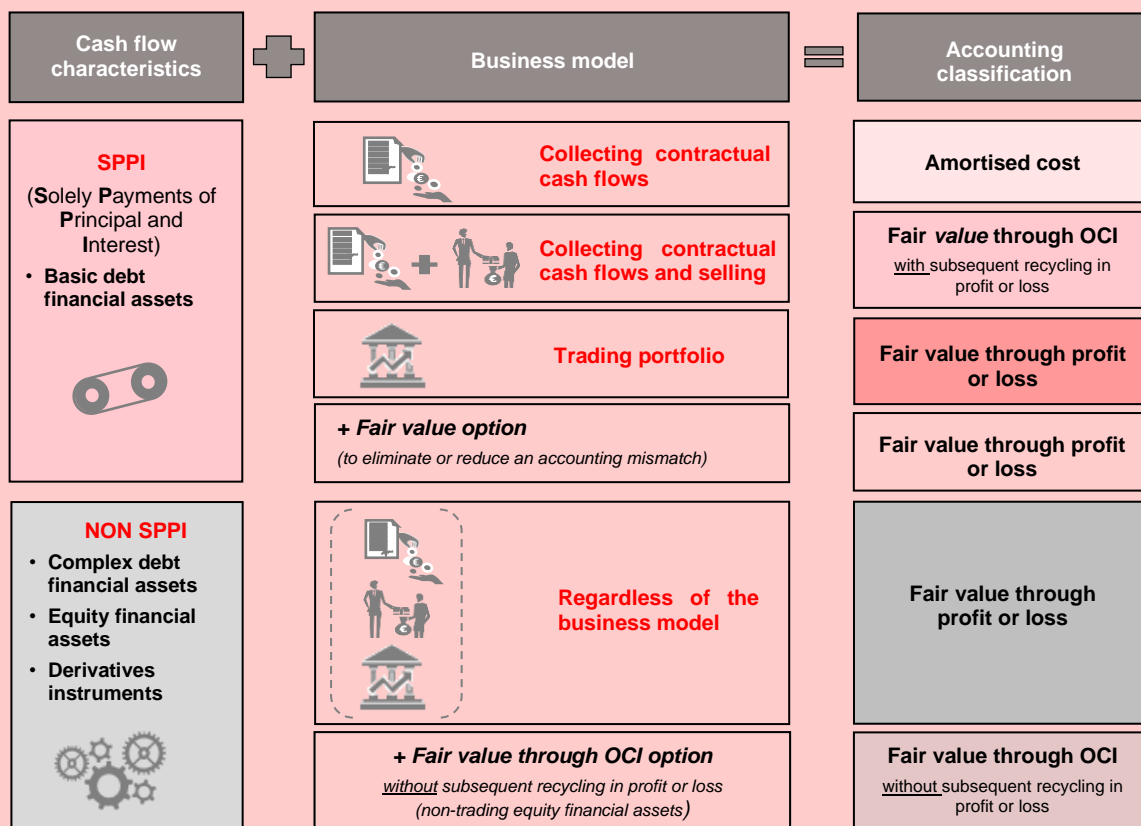 Cash flow
characteristics
Business model
Accounting
classification
SPPI
(Solely Payments of
Principal and
Interest)
• Basic debt
financial assets
Collecting contractual
cash flows
Amortised cost
Collecting contractual
cash flows and selling
Fair value through OCI
with subsequent recycling in
profit or loss
Trading portfolio
Fair value through profit
or loss
+ Fair value option
(to eliminate or reduce an accounting mismatch)
Fair value through profit
or loss
NON SPPI
• Complex debt
financial assets
• Equity financial
assets
• Derivatives
instruments
Regardless of the
business model
Fair value through
profit or loss
+ Fair value through OCI option
without subsequent recycling in profit or loss
(non-trading equity financial assets)
Fair value through OCI
without subsequent recycling in
profit or loss